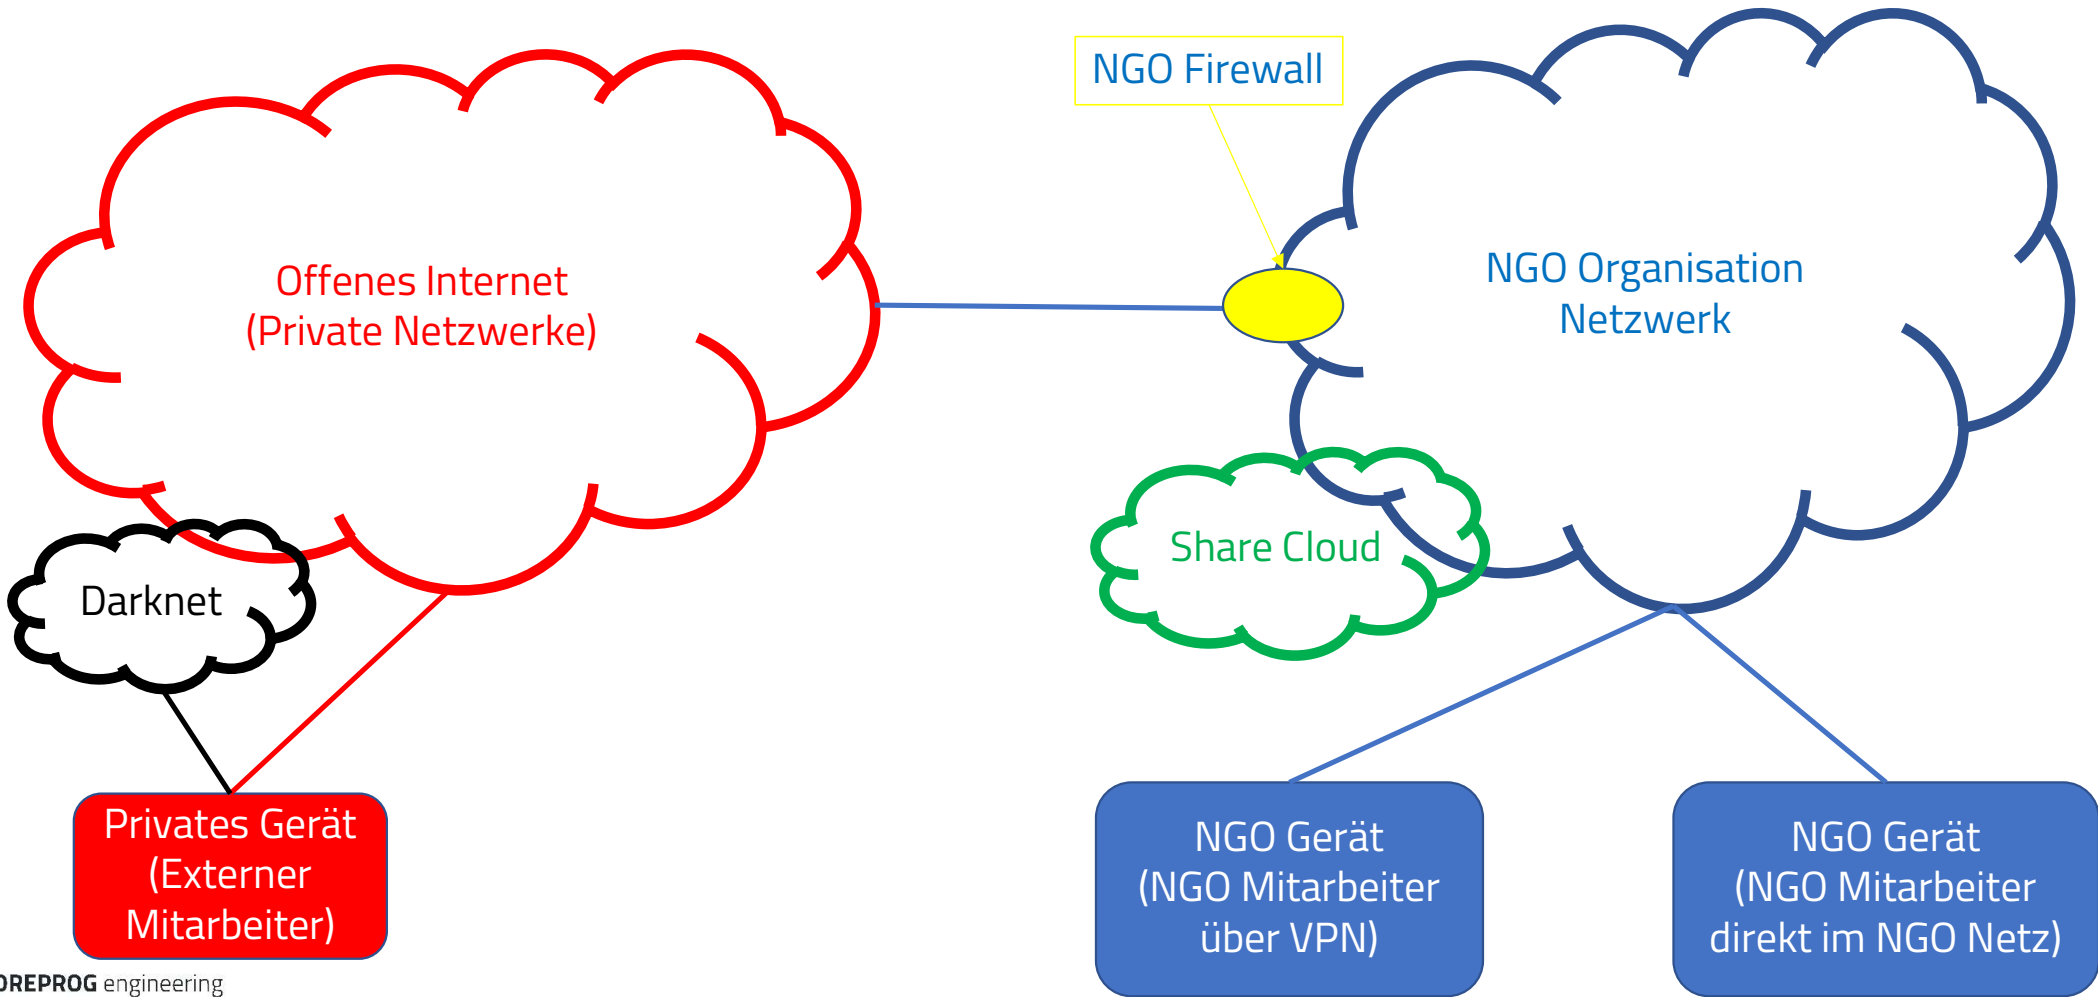 NGO Firewall
Offenes Internet
(Private Netzwerke)
NGO Organisation
Netzwerk
Share Cloud
Darknet
Privates Gerät
(Externer
Mitarbeiter)
NGO Gerät
(NGO Mitarbeiter
über VPN)
NGO Gerät
(NGO Mitarbeiter
direkt im NGO Netz)
OREPROG engineering